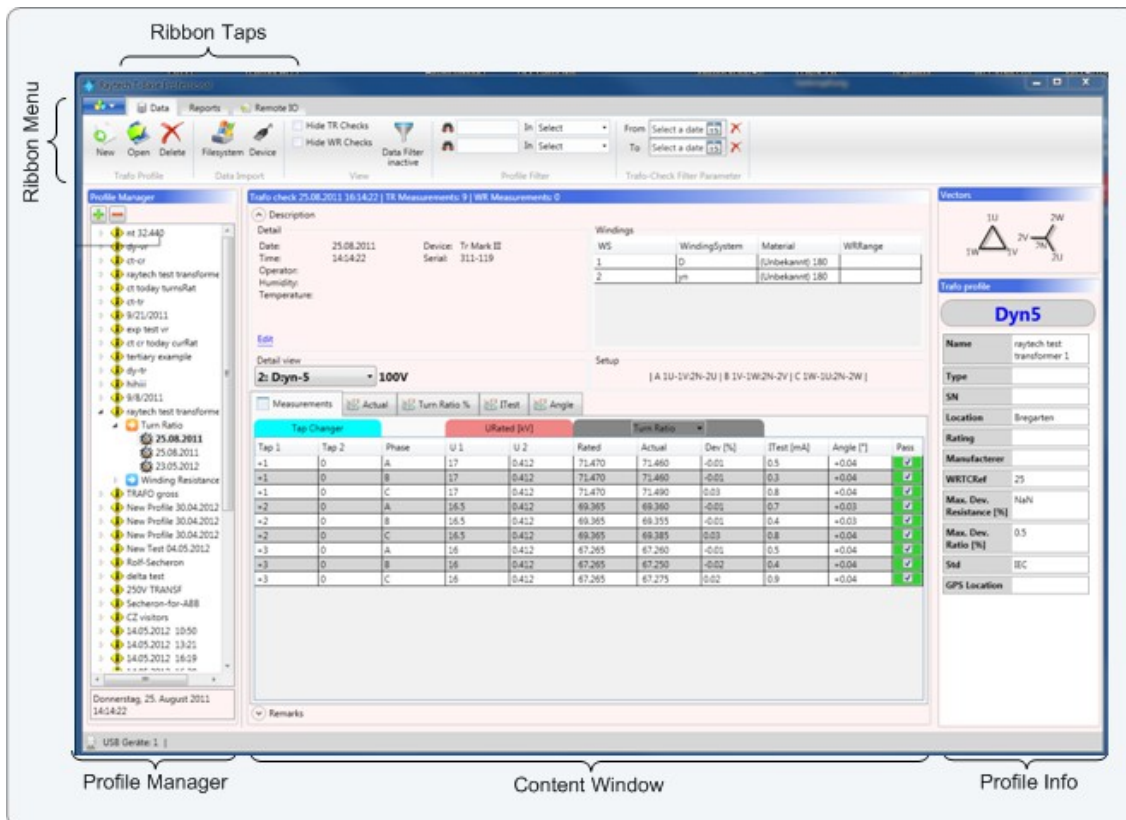 Ribbon Taps
Ribbon Menu
Data Reports Remote IO
New Open Delete Filesystem Device
Hide TR Checks
Hide WR Checks
Data Filter
inactive
In Select
In Select
From Select a date 15
To Select a date 15
Trafo Profile Data Import View Profile Filter Trafo-Check Filter Parameter
Profile Manager
nt 32.440
dy-vr
ct-cr
raytech test transforme
ct today turnsRat
ct-tr
9/21/2011
exp test vr
ct cr today curRat
tertiary example
dy-tr
hihiii
9/8/2011
raytech test transforme
Turn Ratio
25.08.2011
25.08.2011
23.05.2012
Winding Resistance
TRAFO gross
New Profile 30.04.2012
New Profile 30.04.2012
New Profile 30.04.2012
New Test 04.05.2012
Rolf-Secheron
delta test
250V TRANSF
Secheron-for-ABB
CZ visitors
14.05.2012 10:50
14.05.2012 13:21
14.05.2012 16:19
Donnerstag, 25. August 2011
14:14:22
Trafo check 25.08.2011 16:14:22 | TR Measurements: 9 | WR Measurements: 0
Description
Detail
Date: 25.08.2011 Device: Tr Mark III
Time: 14:14:22 Serial: 311-119
Operator:
Humidity:
Temperature:
Edit
Windings
WS WindingSystem Material WRRange
1 D (Unbekannt) 180
2 yn (Unbekannt) 180
Detail view
2: D:yn-5 100V
Setup
| A 1U-1V:2N-2U | B 1V-1W:2N-2V | C 1W-1U:2N-2W |
Measurements Actual Turn Ratio % ITest Angle
Tap Changer URated [kV] Turn Ratio
Tap 1 Tap 2 Phase U 1 U 2 Rated Actual Dev [%] ITest [mA] Angle [°] Pass
+1 0 A 17 0.412 71.470 71.460 -0.01 0.5 +0.04
+1 0 B 17 0.412 71.470 71.460 -0.01 0.3 +0.04
+1 0 C 17 0.412 71.470 71.490 0.03 0.8 +0.04
+2 0 A 16.5 0.412 69.365 69.360 -0.01 0.7 +0.03
+2 0 B 16.5 0.412 69.365 69.355 -0.01 0.4 +0.03
+2 0 C 16.5 0.412 69.365 69.385 0.03 0.8 +0.04
+3 0 A 16 0.412 67.265 67.260 -0.01 0.5 +0.04
+3 0 B 16 0.412 67.265 67.250 -0.02 0.4 +0.04
+3 0 C 16 0.412 67.265 67.275 0.02 0.9 +0.04
Remarks
Vectors
1U 2W
2V 2N
1W 1V 2U
Trafo profile
Dyn5
Name raytech test
transformer 1
Type
SN
Location Bregarten
Rating
Manufacterer
WRTCRef 25
Max. Dev. NaN
Resistance [%]
Max. Dev. 0.5
Ratio [%]
Std IEC
GPS Location
USB Geräte: 1 |
Profile Manager
Content Window
Profile Info